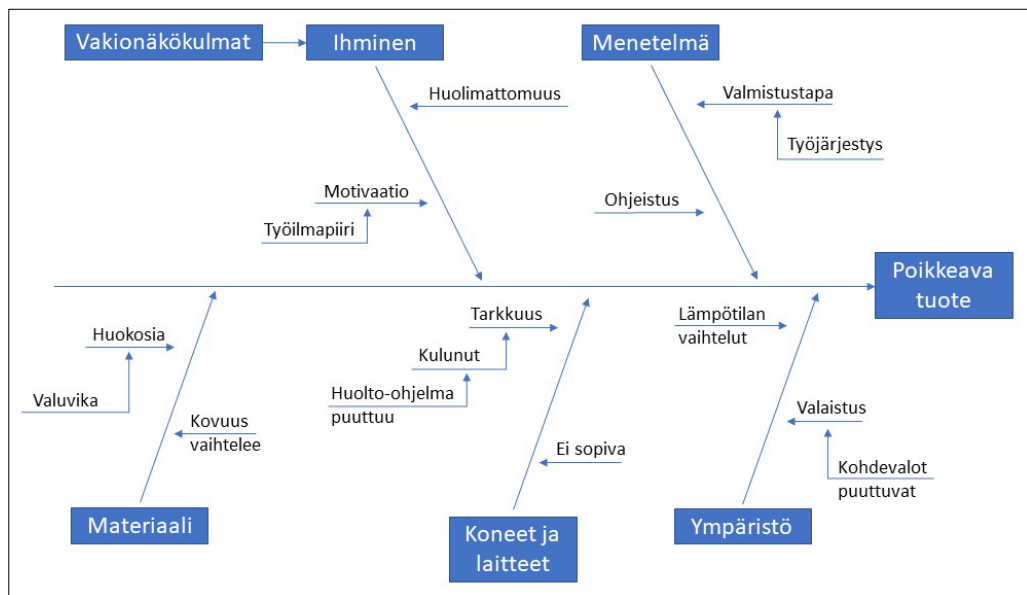 Vakionäkökulmat
Ihminen
Menetelmä
Huolimattomuus
Valmistustapa
Työjärjestys
Motivaatio
Työilmapiiri
Ohjeistus
Poikkeava
tuote
Huokosia
Valuvika
Kovuus
vaihtelee
Tarkkuus
Kulunut
Huolto-ohjelma
puuttuu
Ei sopiva
Lämpötilan
vaihtelut
Valaistus
Kohdevalot
puuttuvat
Materiaali
Koneet ja
laitteet
Ympäristö